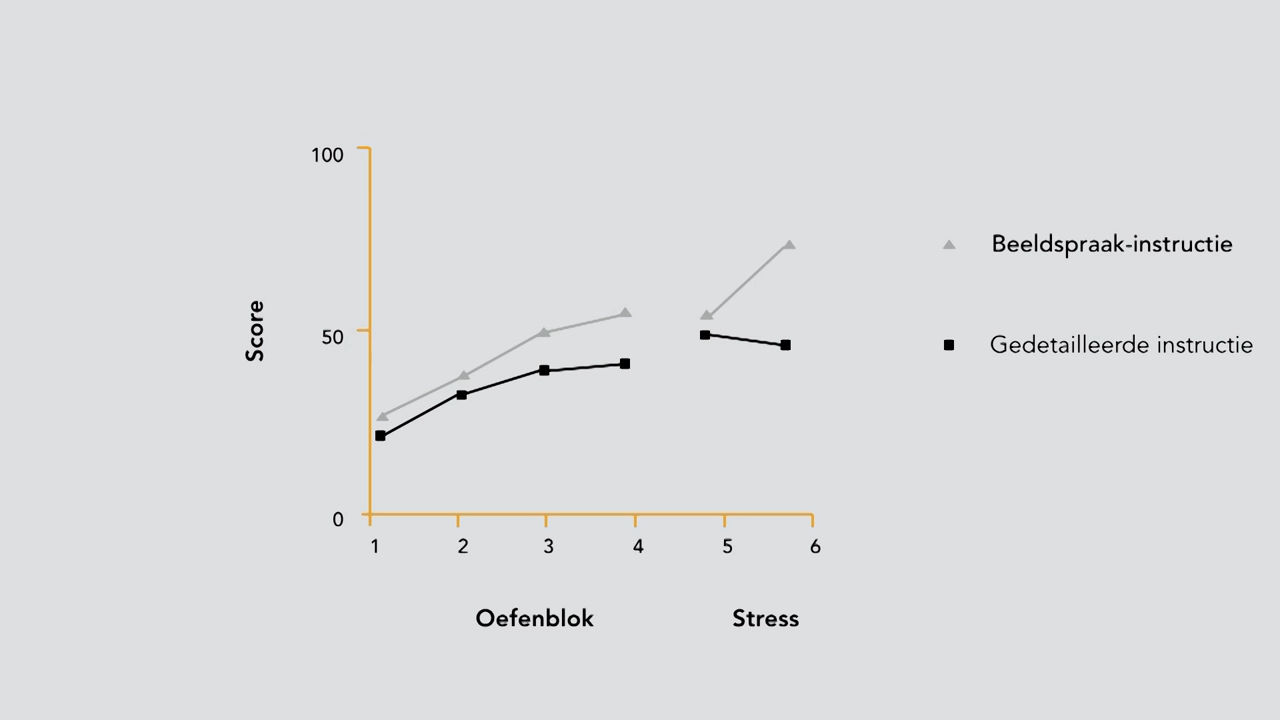 100
Beeldspraak-instructie
Score
50
Gedetailleerde instructie
0
1 2 3 4 5 6
Oefenblok Stress